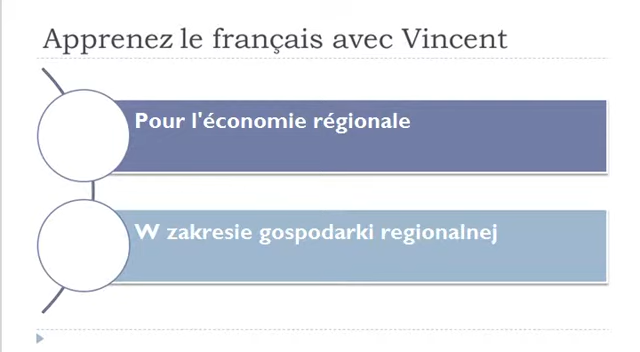 Apprenez le français avec Vincent
Pour l'économie régionale
W zakresie gospodarki regionalnej